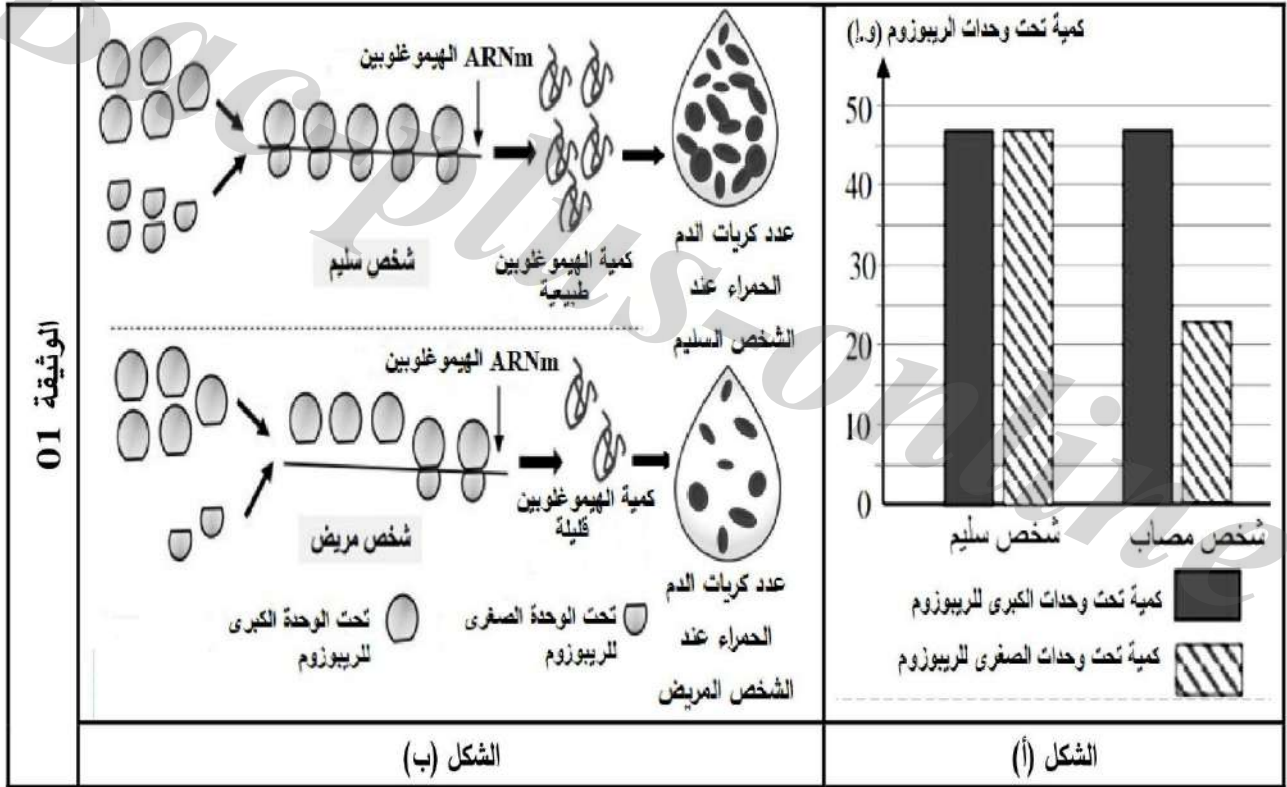 الوثيقة 01
كمية تحت وحدات الريبوزوم (و.إ)
50
40
30
20
10
0
شخص سليم
شخص مصاب
كمية تحت وحدات الكبرى للريبوزوم
كمية تحت وحدات الصغرى للريبوزوم
الشكل (أ)
ARNm الهيموغلوبين
شخص سليم
كمية الهيموغلوبين
طبيعية
عدد كريات الدم
الحمراء عند
الشخص السليم
ARNm الهيموغلوبين
شخص مريض
كمية الهيموغلوبين
قليلة
عدد كريات الدم
الحمراء عند
الشخص المريض
تحت الوحدة الصغرى
للريبوزوم
تحت الوحدة الكبرى
للريبوزوم
الشكل (ب)
Bac-plus-online